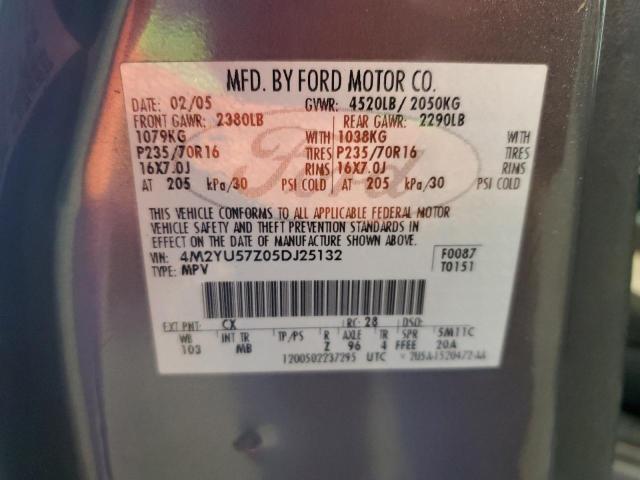 MFD. BY FORD MOTOR CO.
DATE: 02/05 GVWR: 4520LB/ 2050KG
FRONT GAWR: 2380LB REAR GAWR: 2290LB
1079KG WITH 1038KG WITH
P235/70R16 TIRES P235/70R16 TIRES
16X7.0J RIMS 16X7.0J RIMS
AT 205 kPa/30 PSI COLD AT 205 kPa/30 PSI COLD
Ford
THIS VEHICLE CONFORMS TO ALL APPLICABLE FEDERAL MOTOR
VEHICLE SAFETY AND THEFT PREVENTION STANDARDS IN
EFFECT ON THE DATE OF MANUFACTURE SHOWN ABOVE.
VIN: 4M2YU57Z05DJ25132 F0087
TYPE: MPV T0151
EXT PNT: CX RC: 28 DSO:
WB INT TR TP/PS R AXLE TR SPR 5M11C
103 MB Z 96 4 FFEE 20A
1200502237295 UTC